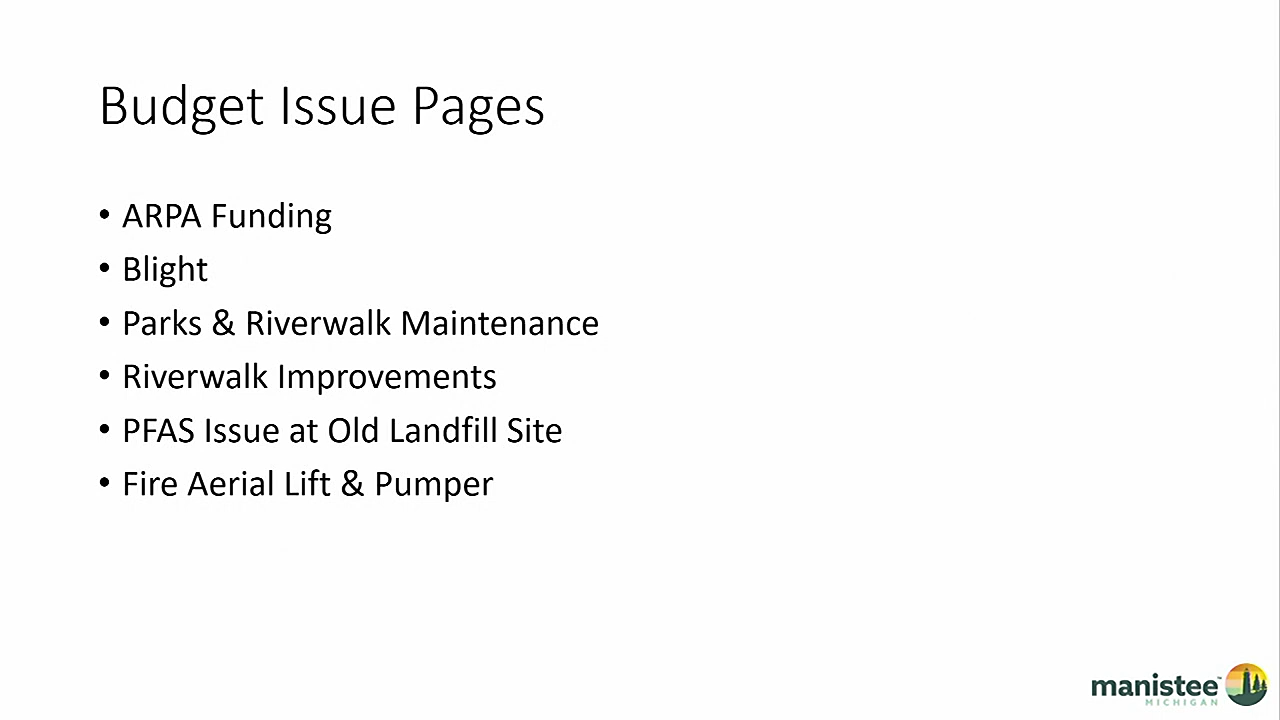 Budget Issue Pages
• ARPA Funding
• Blight
• Parks & Riverwalk Maintenance
• Riverwalk Improvements
• PFAS Issue at Old Landfill Site
• Fire Aerial Lift & Pumper
manistee
MICHIGAN